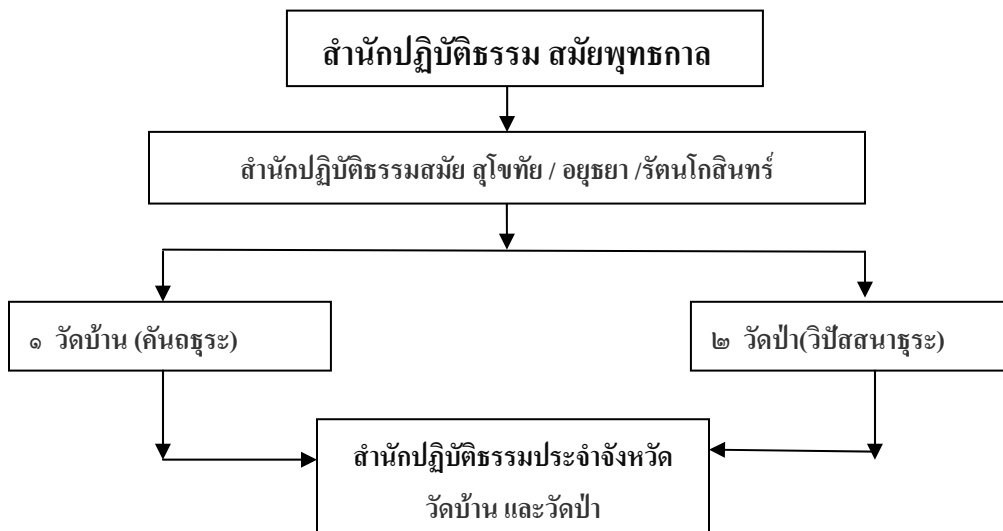 สำนักปฏิบัติธรรม สมัยพุทธกาล
สำนักปฏิบัติธรรมสมัย สุโขทัย / อยุธยา /รัตนโกสินทร์
๑ วัดบ้าน (คันถธุระ)
๒ วัดป่า(วิปัสสนาธุระ)
สำนักปฏิบัติธรรมประจำจังหวัด
วัดบ้าน และวัดป่า